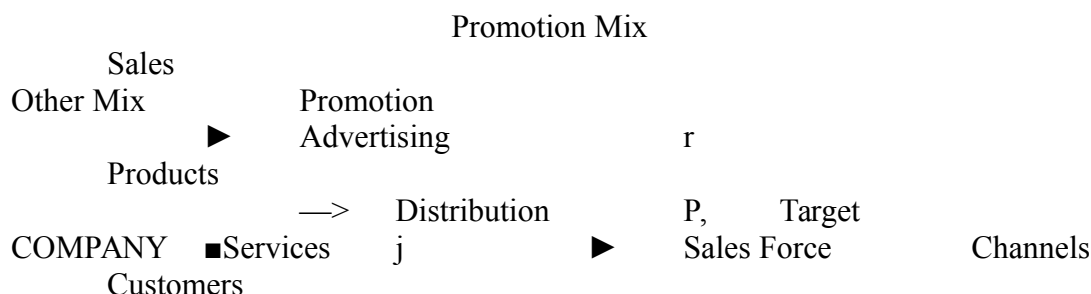 Promotion Mix
Sales
Other Mix Promotion
► Advertising r
Products
—> Distribution P, Target
COMPANY ■Services j ► Sales Force Channels
Customers